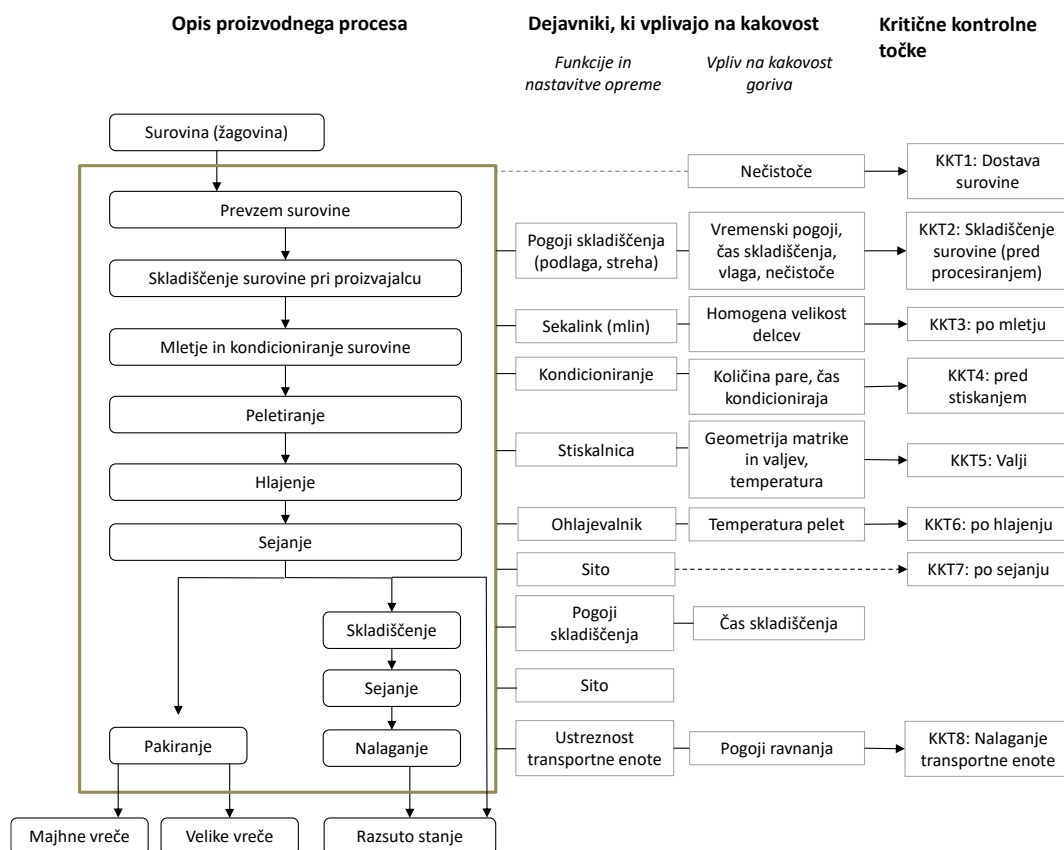 Opis proizvodnega procesa
Dejavniki, ki vplivajo na kakovost
Kritične kontrolne
točke
Funkcije in
nastavitve opreme
Vpliv na kakovost
goriva
Surovina (žagovina)
Nečistoče
KKT1: Dostava
surovine
Prevzem surovine
Pogoji skladiščenja
(podlaga, streha)
Vremenski pogoji,
čas skladiščenja,
vlaga, nečistoče
KKT2: Skladiščenje
surovine (pred
procesiranjem)
Skladiščenje surovine pri proizvajalcu
Sekalink (mlin)
Homogena velikost
delcev
KKT3: po mletju
Mletje in kondicioniranje surovine
Kondicioniranje
Količina pare, čas
kondicioniraja
KKT4: pred
stiskanjem
Peletiranje
Stiskalnica
Geometrija matrike
in valjev,
temperatura
KKT5: Valji
Hlajenje
Ohlajevalnik
Temperatura pelet
KKT6: po hlajenju
Sejanje
Sito
KKT7: po sejanju
Skladiščenje
Pogoji
skladiščenja
Čas skladiščenja
Sejanje
Sito
Pakiranje
Nalaganje
Ustreznost
transportne enote
Pogoji ravnanja
KKT8: Nalaganje
transportne enote
Majhne vreče
Velike vreče
Razsuto stanje